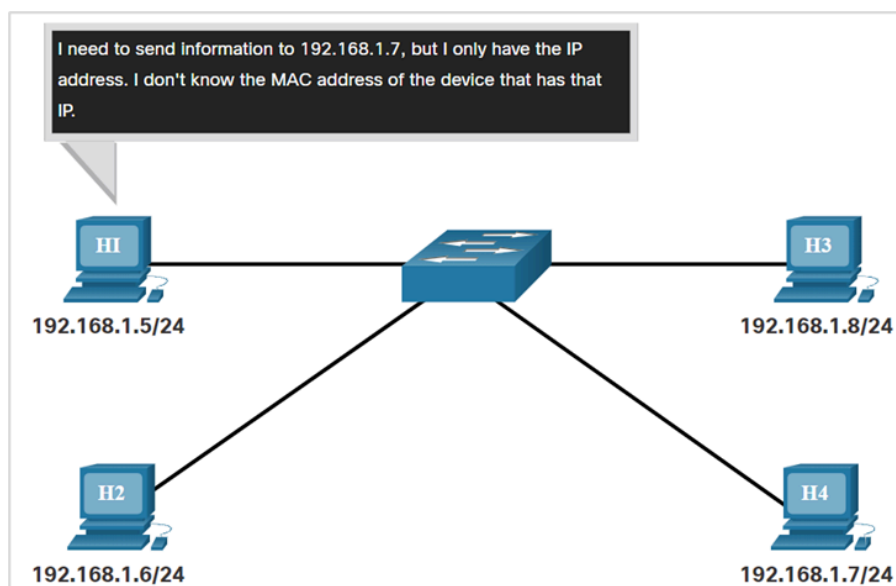 I need to send information to 192.168.1.7, but I only have the IP
address. I don't know the MAC address of the device that has that
IP.
H1
H3
192.168.1.5/24
192.168.1.8/24
H2
H4
192.168.1.6/24
192.168.1.7/24